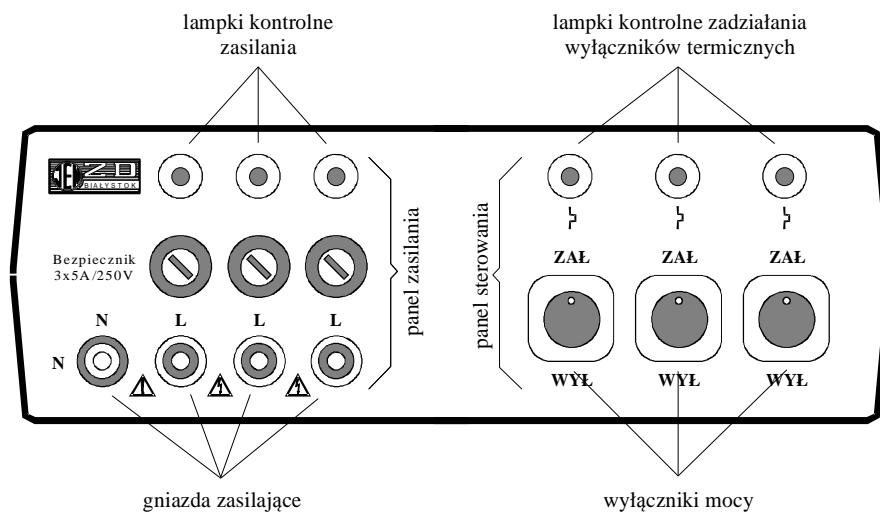 lampki kontrolne
zasilania
lampki kontrolne zadziałania
wyłączników termicznych
ZD
BIAŁYSTOK
Bezpiecznik
3x5A/250V
N L L L
N
panel zasilania
panel sterowania
ZAŁ ZAŁ ZAŁ
WYŁ WYŁ WYŁ
gniazda zasilające
wyłączniki mocy